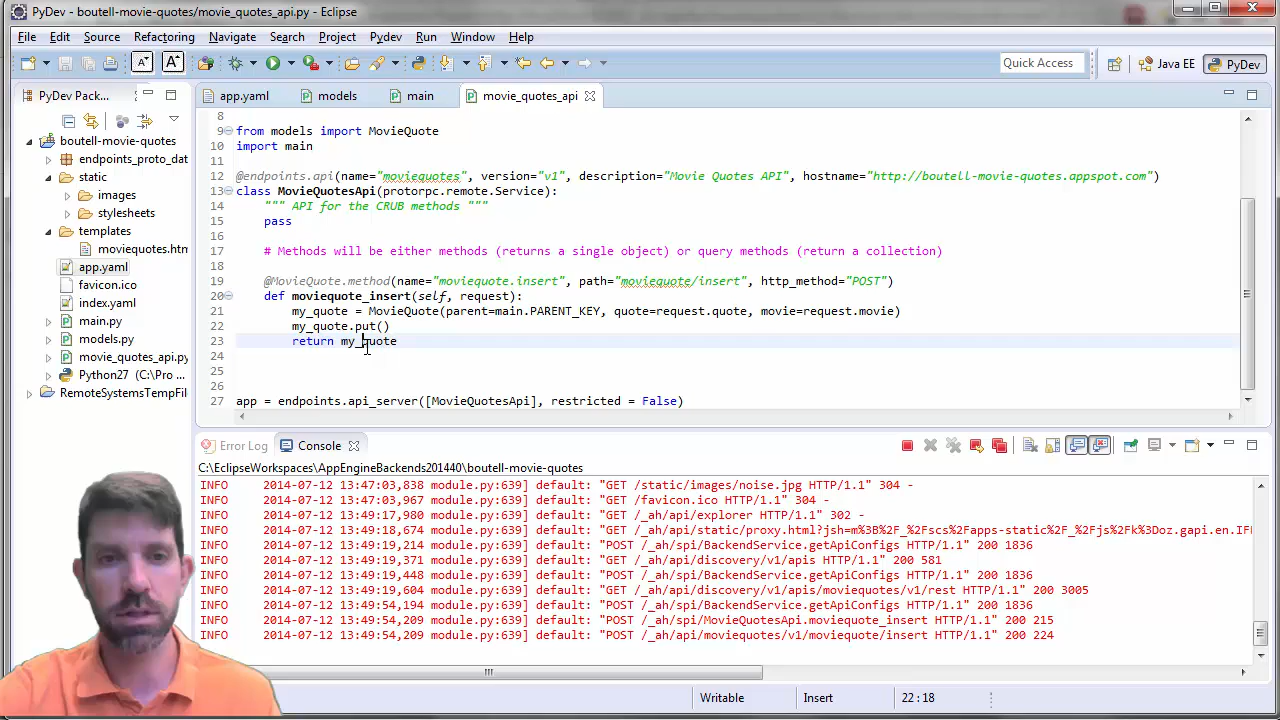 PyDev - boutell-movie-quotes/movie_quotes_api.py - Eclipse
File Edit Source Refactoring Navigate Search Project Pydev Run Window Help
Quick Access Java EE PyDev
PyDev Pack...
app.yaml models main movie_quotes_api
boutell-movie-quotes
endpoints_proto_dat
static
images
stylesheets
templates
moviequotes.htm
app.yaml
favicon.ico
index.yaml
main.py
models.py
movie_quotes_api.py
Python27 (C:\Pro
RemoteSystemsTempFil
8
9 from models import MovieQuote
10 import main
11
12 @endpoints.api(name="moviequotes", version="v1", description="Movie Quotes API", hostname="http://boutell-movie-quotes.appspot.com")
13 class MovieQuotesApi(protorpc.remote.Service):
14 """ API for the CRUB methods """
15 pass
16
17 # Methods will be either methods (returns a single object) or query methods (return a collection)
18
19 @MovieQuote.method(name="moviequote.insert", path="moviequote/insert", http_method="POST")
20 def moviequote_insert(self, request):
21 my_quote = MovieQuote(parent=main.PARENT_KEY, quote=request.quote, movie=request.movie)
22 my_quote.put()
23 return my_quote
24
25
26
27 app = endpoints.api_server([MovieQuotesApi], restricted = False)
Error Log Console
C:\EclipseWorkspaces\AppEngineBackends201440\boutell-movie-quotes
INFO 2014-07-12 13:47:03,838 module.py:639] default: "GET /static/images/noise.jpg HTTP/1.1" 304 -
INFO 2014-07-12 13:47:03,967 module.py:639] default: "GET /favicon.ico HTTP/1.1" 304 -
INFO 2014-07-12 13:49:17,980 module.py:639] default: "GET /_ah/api/explorer HTTP/1.1" 302 -
INFO 2014-07-12 13:49:18,674 module.py:639] default: "GET /_ah/api/static/proxy.html?jsh=m%3B%2F_%2Fscs%2Fapps-static%2F_%2Fjs%2Fk%3Doz.gapi.en.IF
INFO 2014-07-12 13:49:19,214 module.py:639] default: "POST /_ah/spi/BackendService.getApiConfigs HTTP/1.1" 200 1836
INFO 2014-07-12 13:49:19,371 module.py:639] default: "GET /_ah/api/discovery/v1/apis HTTP/1.1" 200 581
INFO 2014-07-12 13:49:19,448 module.py:639] default: "POST /_ah/spi/BackendService.getApiConfigs HTTP/1.1" 200 1836
INFO 2014-07-12 13:49:19,604 module.py:639] default: "GET /_ah/api/discovery/v1/apis/moviequotes/v1/rest HTTP/1.1" 200 3005
INFO 2014-07-12 13:49:54,194 module.py:639] default: "POST /_ah/spi/BackendService.getApiConfigs HTTP/1.1" 200 1836
INFO 2014-07-12 13:49:54,209 module.py:639] default: "POST /_ah/spi/MovieQuotesApi.moviequote_insert HTTP/1.1" 200 215
INFO 2014-07-12 13:49:54,209 module.py:639] default: "POST /_ah/api/moviequotes/v1/moviequote/insert HTTP/1.1" 200 224
Writable Insert 22:18